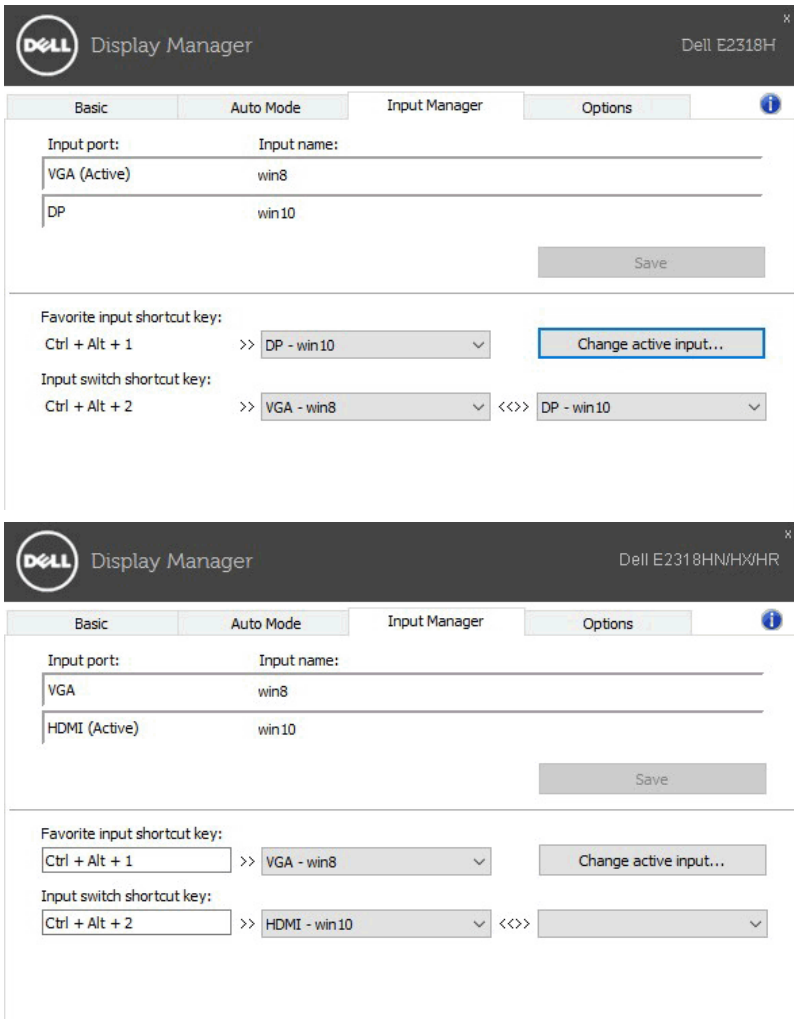 x
DELL Display Manager Dell E2318H
Basic Auto Mode Input Manager Options i
Input port: Input name:
VGA (Active) win8
DP win10
Save
Favorite input shortcut key:
Ctrl + Alt + 1 >> DP - win10 Change active input...
Input switch shortcut key:
Ctrl + Alt + 2 >> VGA - win8 <<>> DP - win10
x
DELL Display Manager Dell E2318HN/HX/HR
Basic Auto Mode Input Manager Options i
Input port: Input name:
VGA win8
HDMI (Active) win10
Save
Favorite input shortcut key:
Ctrl + Alt + 1 >> VGA - win8 Change active input...
Input switch shortcut key:
Ctrl + Alt + 2 >> HDMI - win10 <<>>